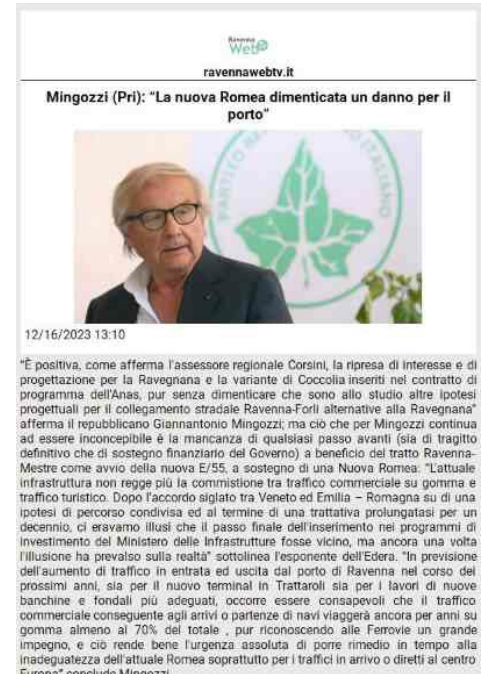 Ravenna
Web
ravennawebtv.it
Mingozzi (Pri): “La nuova Romea dimenticata un danno per il
porto”
12/16/2023 13:10
“È positiva, come afferma l'assessore regionale Corsini, la ripresa di interesse e di
progettazione per la Ravegnana e la variante di Coccolia inseriti nel contratto di
programma dell'Anas, pur senza dimenticare che sono allo studio altre ipotesi
progettuali per il collegamento stradale Ravenna-Forlì alternative alla Ravegnana”
afferma il repubblicano Giannantonio Mingozzi; ma ciò che per Mingozzi continua
ad essere inconcepibile è la mancanza di qualsiasi passo avanti (sia di tragitto
definitivo che di sostegno finanziario del Governo) a beneficio del tratto Ravenna-
Mestre come avvio della nuova E/55, a sostegno di una Nuova Romea: “L'attuale
infrastruttura non regge più la commistione tra traffico commerciale su gomma e
traffico turistico. Dopo l'accordo siglato tra Veneto ed Emilia – Romagna su di una
ipotesi di percorso condivisa ed al termine di una trattativa prolungatasi per un
decennio, ci eravamo illusi che il passo finale dell'inserimento nei programmi di
investimento del Ministero delle Infrastrutture fosse vicino, ma ancora una volta
l'illusione ha prevalso sulla realtà” sottolinea l'esponente dell'Edera. “In previsione
dell'aumento di traffico in entrata ed uscita dal porto di Ravenna nel corso dei
prossimi anni, sia per il nuovo terminal in Trattaroli sia per i lavori di nuove
banchine e fondali più adeguati, occorre essere consapevoli che il traffico
commerciale conseguente agli arrivi o partenze di navi viaggerà ancora per anni su
gomma almeno al 70% del totale , pur riconoscendo alle Ferrovie un grande
impegno, e ciò rende bene l'urgenza assoluta di porre rimedio in tempo alla
inadeguatezza dell'attuale Romea soprattutto per i traffici in arrivo o diretti al centro
Europa” conclude Mingozzi